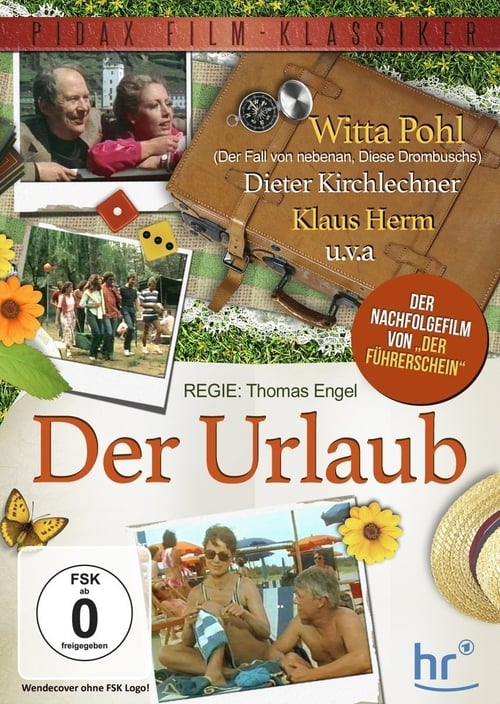 PIDAX FILM-KLASSIKER
Witta Pohl
(Der Fall von nebenan, Diese Drombuschs)
Dieter Kirchlechner
Klaus Herm
u.v.a
DER
NACHFOLGEFILM
VON „DER
FÜHRERSCHEIN“
REGIE: Thomas Engel
Der Urlaub
FSK
ab
0
freigegeben
Wendecover ohne FSK Logo!
hr